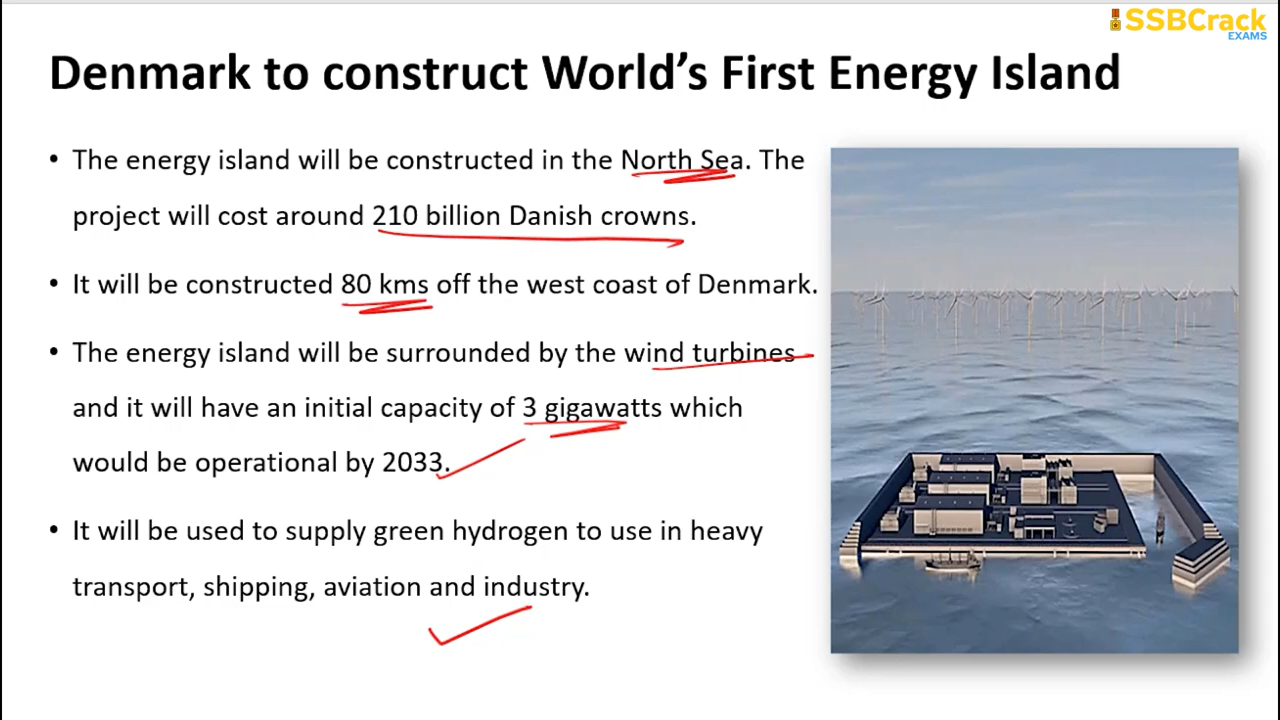 SSBCrack
EXAMS
Denmark to construct World's First Energy Island
• The energy island will be constructed in the North Sea. The
project will cost around 210 billion Danish crowns.
• It will be constructed 80 kms off the west coast of Denmark.
• The energy island will be surrounded by the wind turbines
and it will have an initial capacity of 3 gigawatts which
would be operational by 2033.
• It will be used to supply green hydrogen to use in heavy
transport, shipping, aviation and industry.